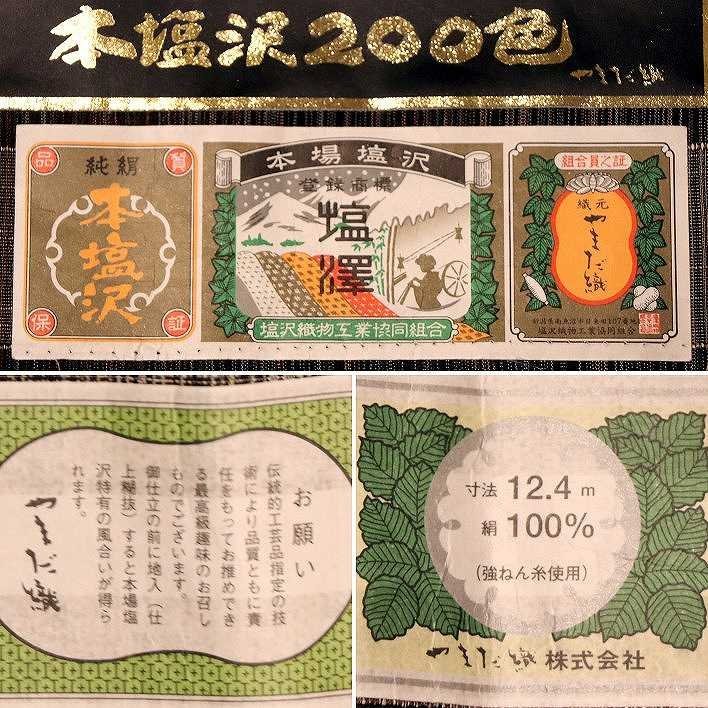 本塩沢200色
やまだ織
品質
純絹
本塩沢
保証
本場塩沢
登録商標
塩澤
塩沢織物工業協同組合
組合員之証
織元
やまだ織
塩沢織物工業協同組合
お願い
伝統的工芸品指定の技
術により品質ともに責
任をもってお推めでき
る最高級趣味のお召し
ものでございます。
御仕立の前に地入(仕
上糊抜)すると本場塩
沢特有の風合いが得ら
れます。
やまだ織
寸法 12.4 m
絹 100%
(強ねん糸使用)
やまだ織 株式会社